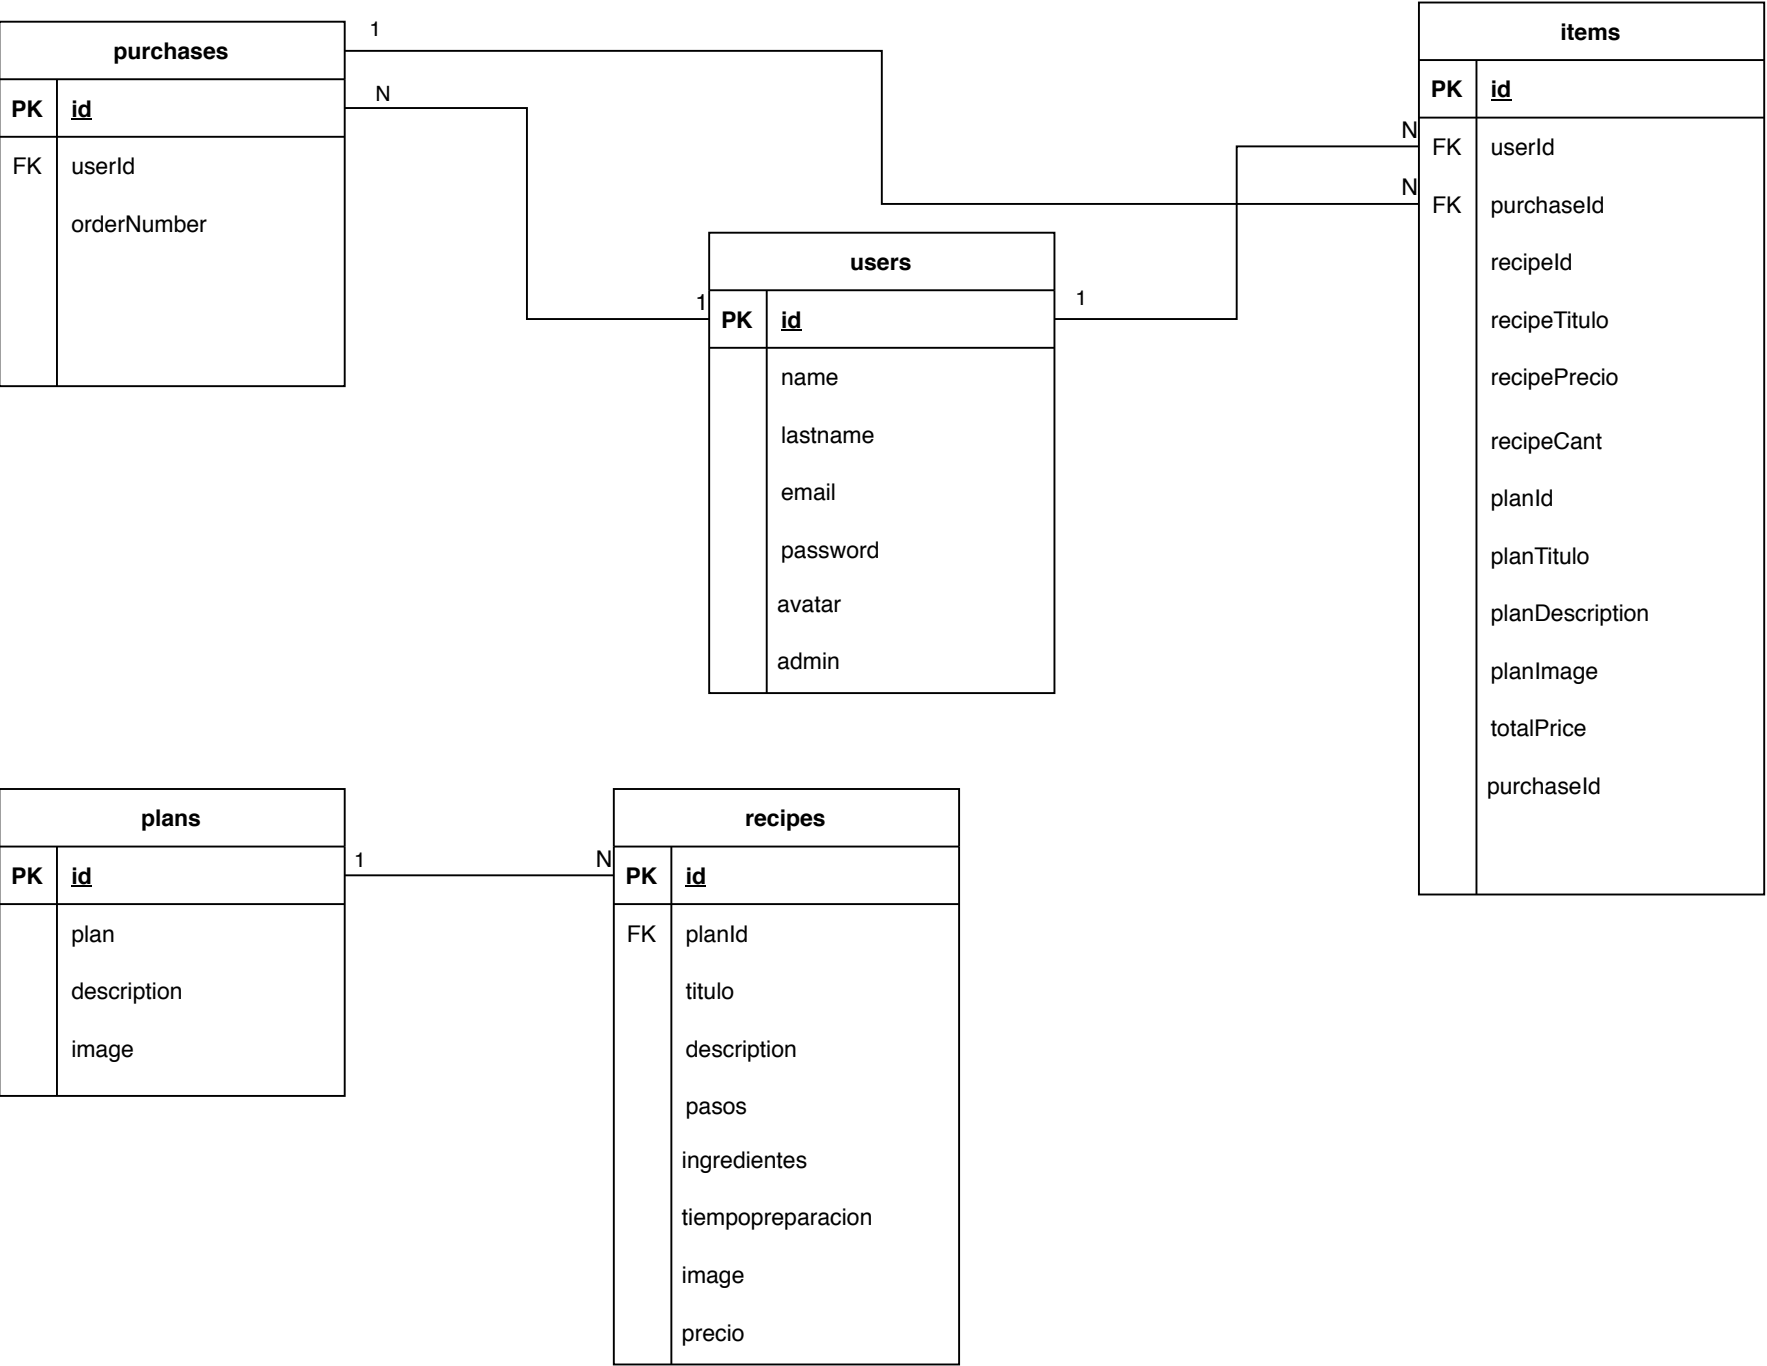 purchases
PK id
FK userId
orderNumber
1
N
items
PK id
N FK userId
N FK purchaseId
recipeId
recipeTitulo
recipePrecio
recipeCant
planId
planTitulo
planDescription
planImage
totalPrice
purchaseId
users
1 PK id 1
name
lastname
email
password
avatar
admin
plans
PK id 1
plan
description
image
recipes
N PK id
FK planId
titulo
description
pasos
ingredientes
tiempopreparacion
image
precio